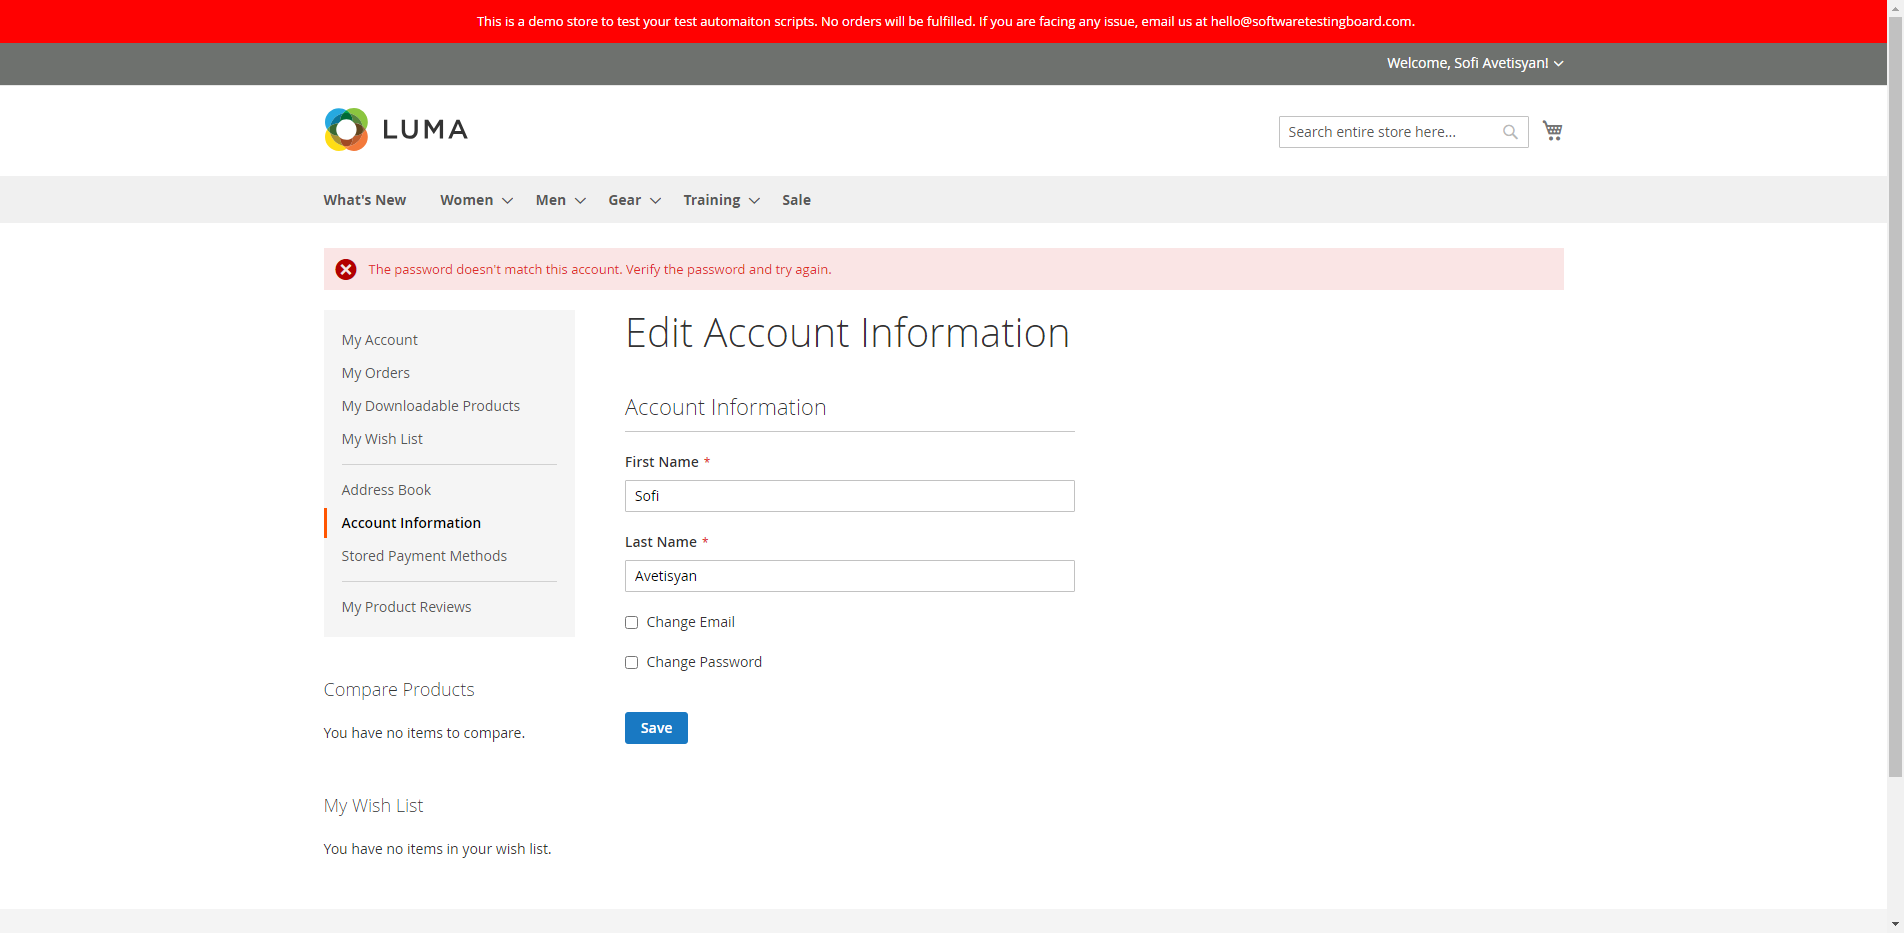 This is a demo store to test your test automaiton scripts. No orders will be fulfilled. If you are facing any issue, email us at hello@softwaretestingboard.com.
Welcome, Sofi Avetisyan!
LUMA
Search entire store here...
What's New Women Men Gear Training Sale
The password doesn't match this account. Verify the password and try again.
My Account
My Orders
My Downloadable Products
My Wish List
Address Book
Account Information
Stored Payment Methods
My Product Reviews
Compare Products
You have no items to compare.
My Wish List
You have no items in your wish list.
Edit Account Information
Account Information
First Name *
Sofi
Last Name *
Avetisyan
Change Email
Change Password
Save